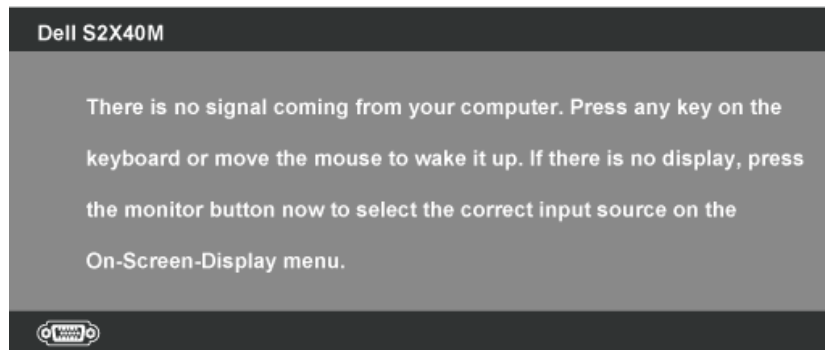 Dell S2X40M
There is no signal coming from your computer. Press any key on the
keyboard or move the mouse to wake it up. If there is no display, press
the monitor button now to select the correct input source on the
On-Screen-Display menu.